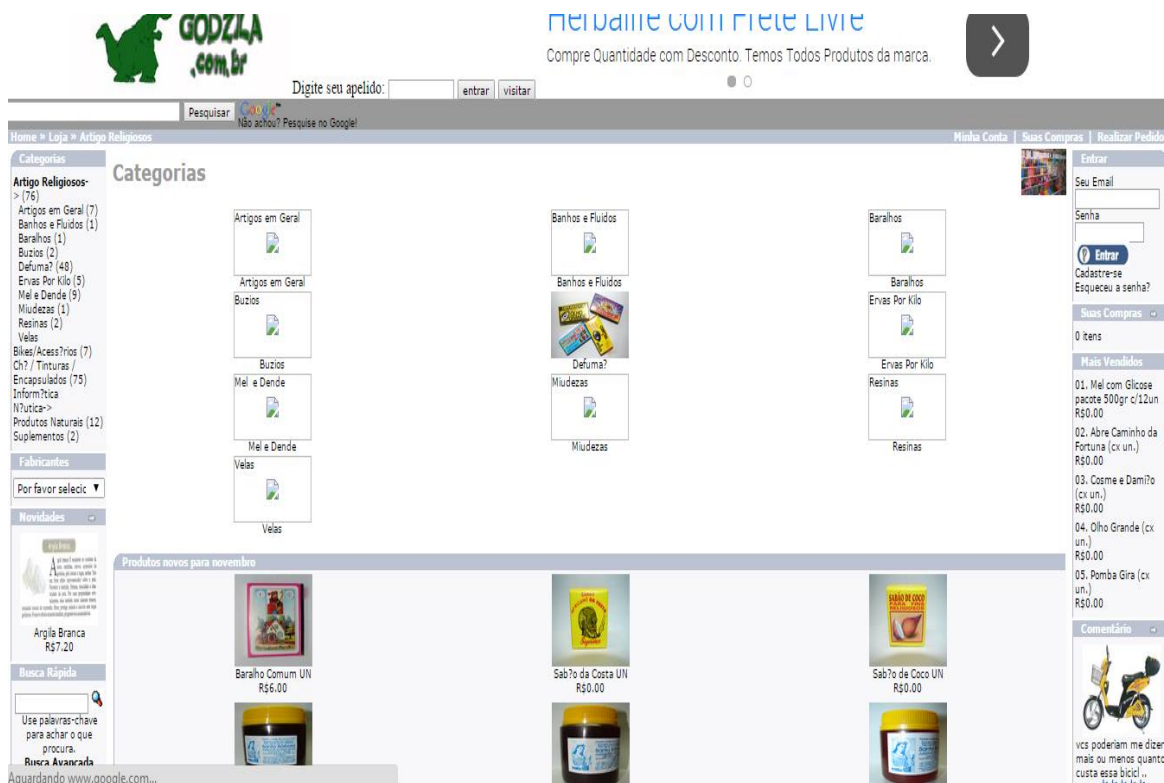 GODZILA
.com.br
Herbalife com Frete Livre
Compre Quantidade com Desconto. Temos Todos Produtos da marca.
Digite seu apelido:
entrar
visitar
Pesquisar
Google™
Não achou? Pesquise no Google!
Home » Loja » Artigo Religiosos
Minha Conta | Suas Compras | Realizar Pedido
Categorias
Artigo Religiosos-
> (76)
Artigos em Geral (7)
Banhos e Fluidos (1)
Baralhos (1)
Buzios (2)
Defuma? (48)
Ervas Por Kilo (5)
Mel e Dende (9)
Miudezas (1)
Resinas (2)
Velas
Bikes/Acess?rios (7)
Ch? / Tinturas /
Encapsulados (75)
Inform?tica
N?utica->
Produtos Naturais (12)
Suplementos (2)
Fabricantes
Por favor selecic
Novidades
Argila Branca
Argila Branca
R$7.20
Busca Rápida
Use palavras-chave
para achar o que
procura.
Busca Avançada
Aguardando www.google.com...
Categorias
Artigos em Geral
Banhos e Fluidos
Baralhos
Artigos em Geral
Banhos e Fluidos
Baralhos
Buzios
Ervas Por Kilo
Buzios
Defuma?
Ervas Por Kilo
Mel e Dende
Miudezas
Resinas
Mel e Dende
Miudezas
Resinas
Velas
Velas
Produtos novos para novembro
SABÃO DE COCO
PARA FINS
RELIGIOSOS
Baralho Comum UN
R$6.00
Sab?o da Costa UN
R$0.00
Sab?o de Coco UN
R$0.00
Entrar
Seu Email
Senha
Entrar
Cadastre-se
Esqueceu a senha?
Suas Compras
0 itens
Mais Vendidos
01. Mel com Glicose
pacote 500gr c/12un
R$0.00
02. Abre Caminho da
Fortuna (cx un.)
R$0.00
03. Cosme e Dami?o
(cx un.)
R$0.00
04. Olho Grande (cx
un.)
R$0.00
05. Pomba Gira (cx
un.)
R$0.00
Comentário
vcs poderiam me dizer
mais ou menos quanto
custa essa bicicl ..